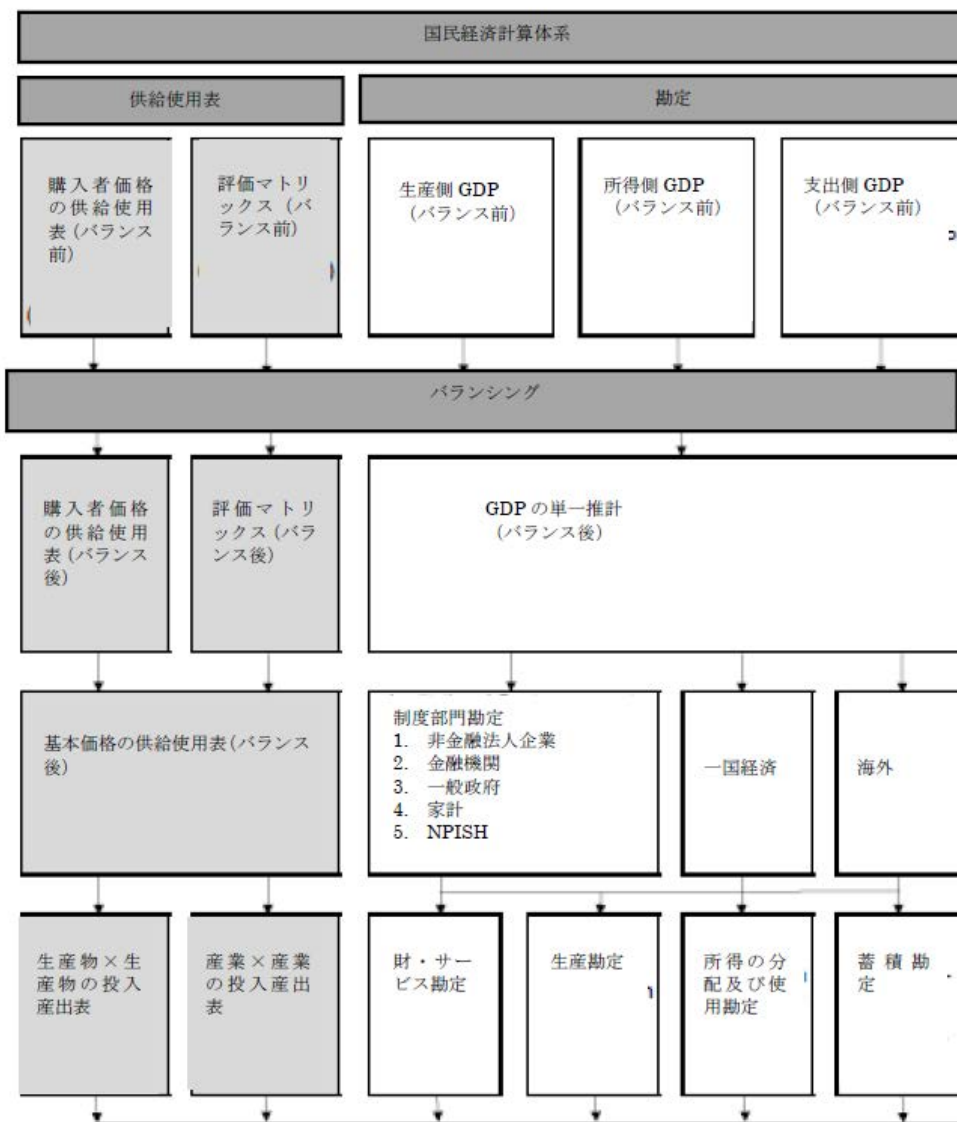 国民経済計算体系
供給使用表
勘定
購入者価格
の供給使用
表(バランス
前)
評価マトリ
ックス(バ
ランス前)
生産側 GDP
(バランス前)
所得側 GDP
(バランス前)
支出側 GDP
(バランス前)
バランシング
購入者価格
の供給使用
表(バランス
後)
評価マトリ
ックス(バラ
ンス後)
GDP の単一推計
(バランス後)
基本価格の供給使用表(バランス
後)
制度部門勘定
1. 非金融法人企業
2. 金融機関
3. 一般政府
4. 家計
5. NPISH
一国経済
海外
生産物×生
産物の投入
産出表
産業×産業
の投入産出
表
財・サー
ビス勘定
生産勘定
所得の分
配及び使
用勘定
蓄積勘
定